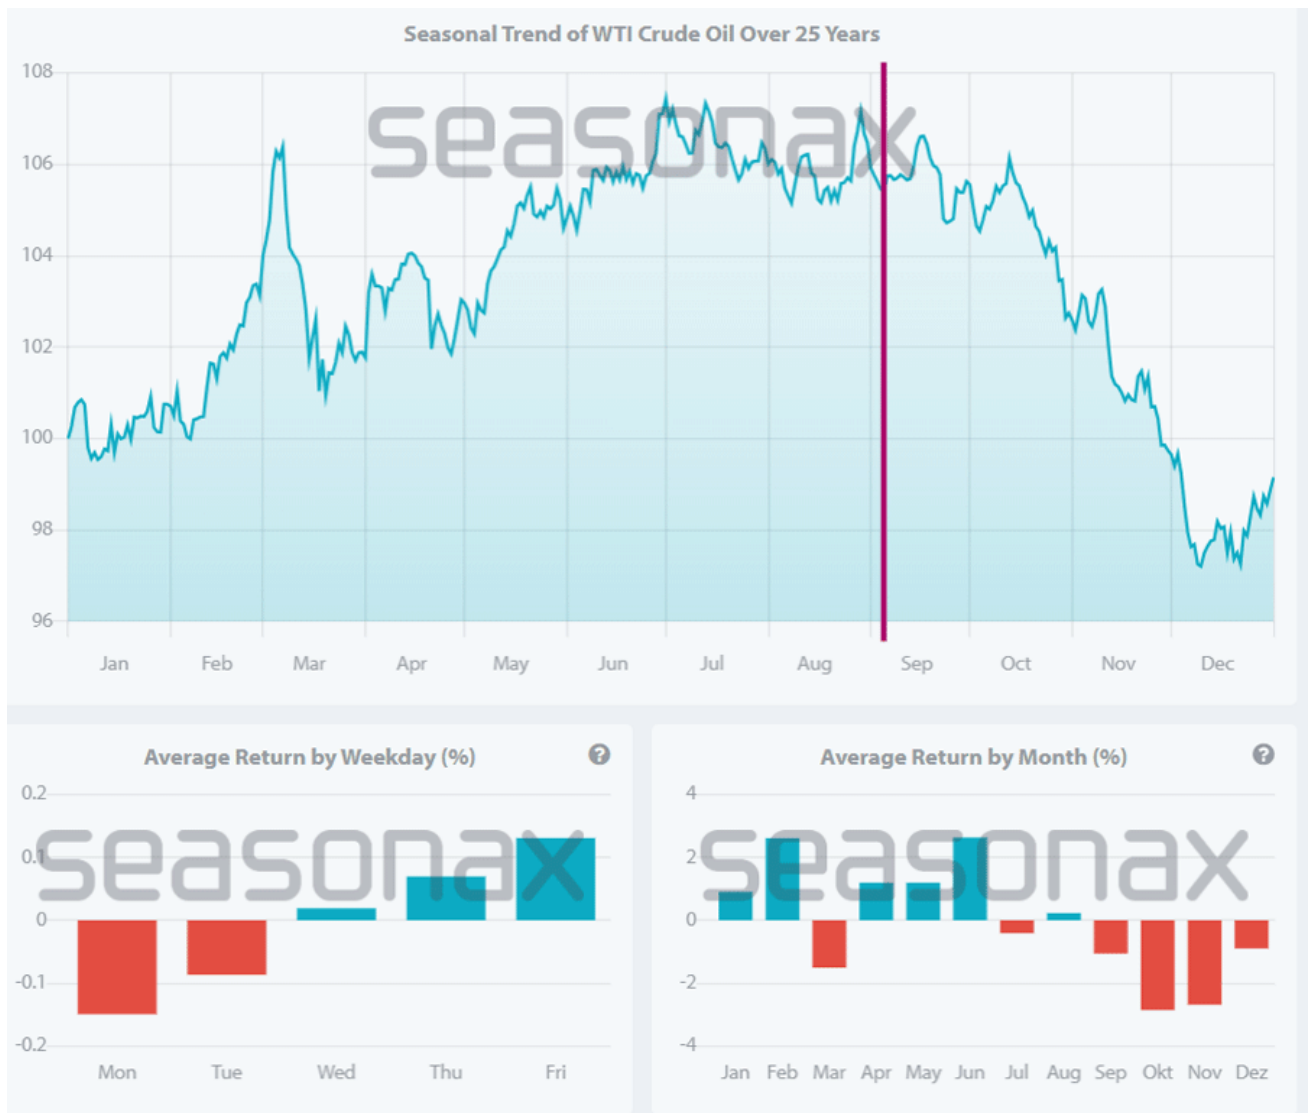 Seasonal Trend of WTI Crude Oil Over 25 Years
108
106
104
102
100
98
96
seasonax
Jan Feb Mar Apr May Jun Jul Aug Sep Oct Nov Dec
Average Return by Weekday (%) ?
0.2
0.1
0
-0.1
-0.2
seasonax
Mon Tue Wed Thu Fri
Average Return by Month (%) ?
4
2
0
-2
-4
seasonax
Jan Feb Mar Apr May Jun Jul Aug Sep Okt Nov Dez